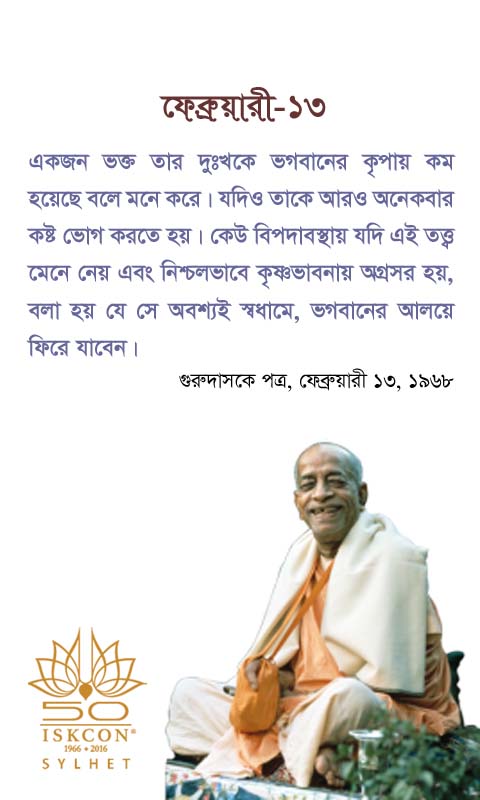 ফেব্রুয়ারী-১৩
একজন ভক্ত তার দুঃখকে ভগবানের কৃপায় কম
হয়েছে বলে মনে করে। যদিও তাকে আরও অনেকবার
কষ্ট ভোগ করতে হয়। কেউ বিপদাবস্থায় যদি এই তত্ত্ব
মেনে নেয় এবং নিশ্চলভাবে কৃষ্ণভাবনায় অগ্রসর হয়,
বলা হয় যে সে অবশ্যই স্বধামে, ভগবানের আলয়ে
ফিরে যাবেন।
গুরুদাসকে পত্র, ফেব্রুয়ারী ১৩, ১৯৬৮
50
ISKCON®
1966 • 2016
SYLHET